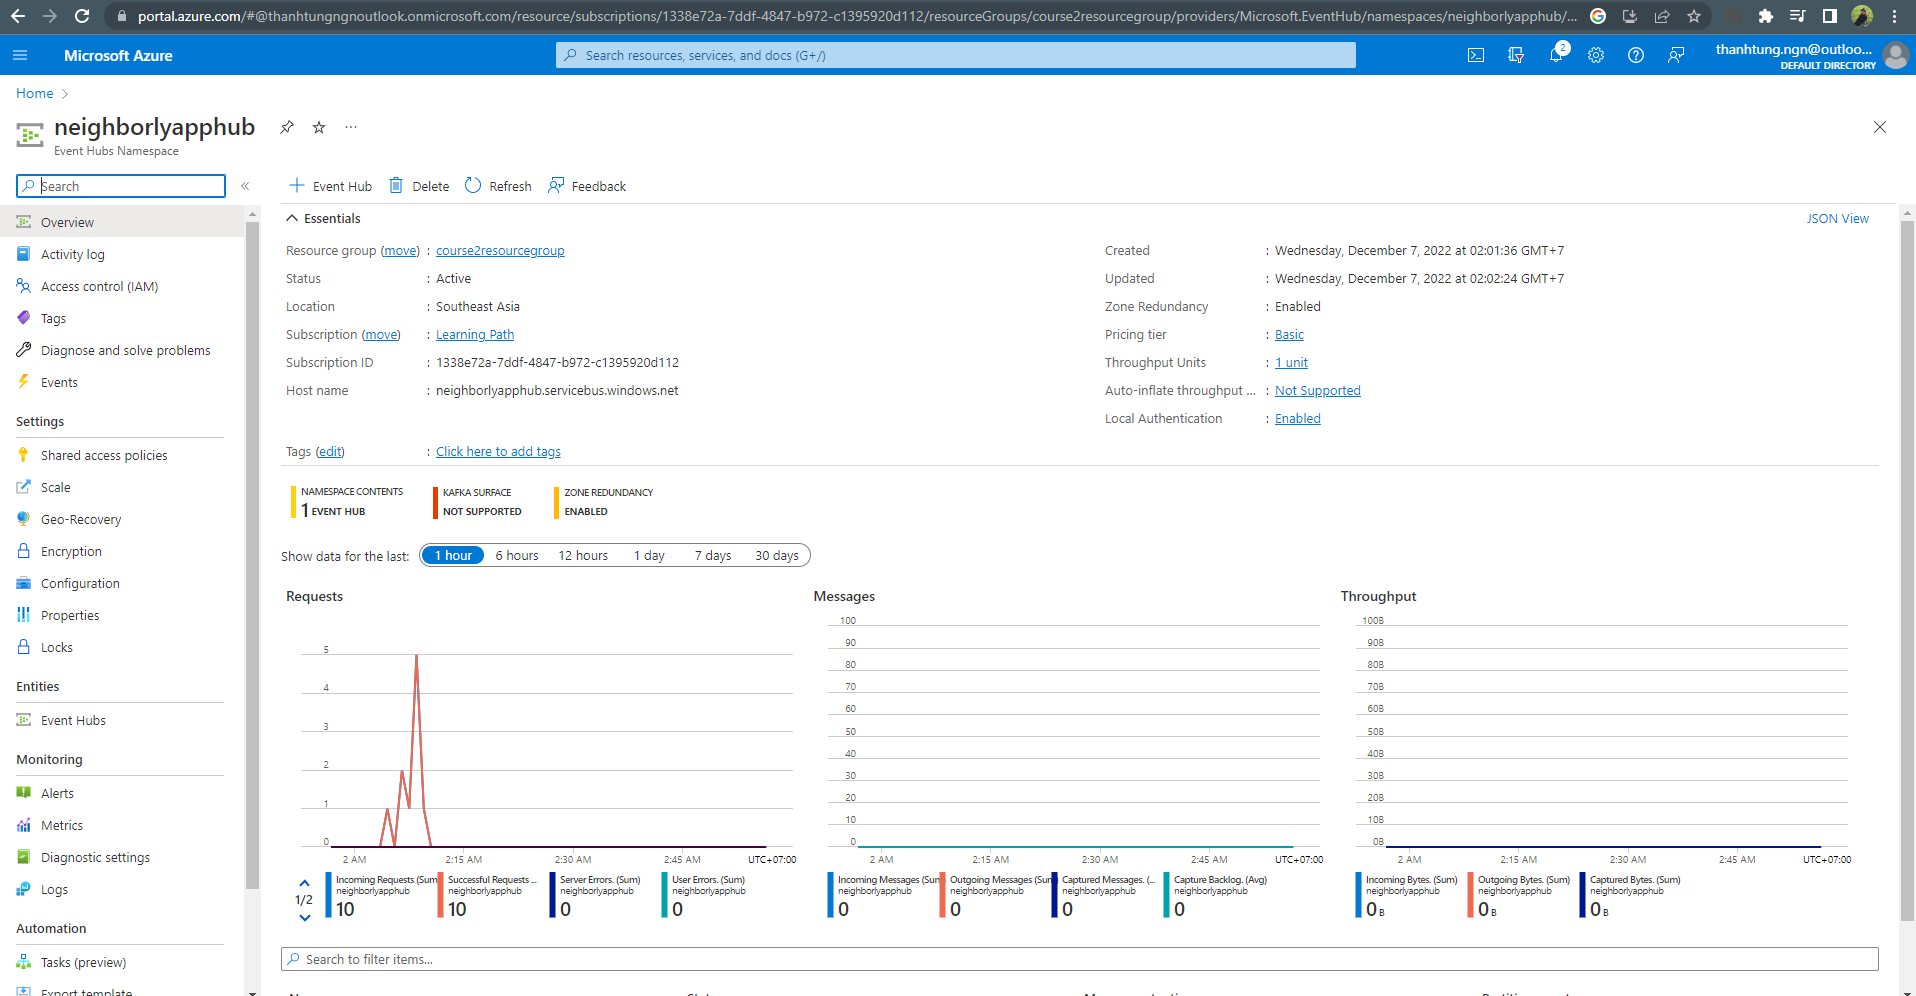 portal.azure.com/#@thanhtungngnoutlook.onmicrosoft.com/resource/subscriptions/1338e72a-7ddf-4847-b972-c1395920d112/resourceGroups/course2resourcegroup/providers/Microsoft.EventHub/namespaces/neighborlyapphub/...
Microsoft Azure
Search resources, services, and docs (G+/)
2
thanhtung.ngn@outloo...
DEFAULT DIRECTORY
Home
neighborlyapphub
Event Hubs Namespace
Search
Event Hub Delete Refresh Feedback
Overview
Activity log
Access control (IAM)
Tags
Diagnose and solve problems
Events
Settings
Shared access policies
Scale
Geo-Recovery
Encryption
Configuration
Properties
Locks
Entities
Event Hubs
Monitoring
Alerts
Metrics
Diagnostic settings
Logs
Automation
Tasks (preview)
Export template
Essentials
JSON View
Resource group (move) : course2resourcegroup
Status : Active
Location : Southeast Asia
Subscription (move) : Learning Path
Subscription ID : 1338e72a-7ddf-4847-b972-c1395920d112
Host name : neighborlyapphub.servicebus.windows.net
Tags (edit) : Click here to add tags
Created : Wednesday, December 7, 2022 at 02:01:36 GMT+7
Updated : Wednesday, December 7, 2022 at 02:02:24 GMT+7
Zone Redundancy : Enabled
Pricing tier : Basic
Throughput Units : 1 unit
Auto-inflate throughput ... : Not Supported
Local Authentication : Enabled
NAMESPACE CONTENTS
1 EVENT HUB
KAFKA SURFACE
NOT SUPPORTED
ZONE REDUNDANCY
ENABLED
Show data for the last: 1 hour 6 hours 12 hours 1 day 7 days 30 days
Requests
5
4
3
2
1
0
2 AM 2:15 AM 2:30 AM 2:45 AM UTC+07:00
1/2
Incoming Requests (Sum
neighborlyapphub
10
Successful Requests ...
neighborlyapphub
10
Server Errors. (Sum)
neighborlyapphub
0
User Errors. (Sum)
neighborlyapphub
0
Messages
100
90
80
70
60
50
40
30
20
10
0
2 AM 2:15 AM 2:30 AM 2:45 AM UTC+07:00
Incoming Messages (Sum
neighborlyapphub
0
Outgoing Messages (Sum
neighborlyapphub
0
Captured Messages. (...
neighborlyapphub
0
Capture Backlog. (Avg)
neighborlyapphub
0
Throughput
100B
90B
80B
70B
60B
50B
40B
30B
20B
10B
0B
2 AM 2:15 AM 2:30 AM 2:45 AM UTC+07:00
Incoming Bytes. (Sum)
neighborlyapphub
0 B
Outgoing Bytes. (Sum)
neighborlyapphub
0 B
Captured Bytes. (Sum)
neighborlyapphub
0 B
Search to filter items...